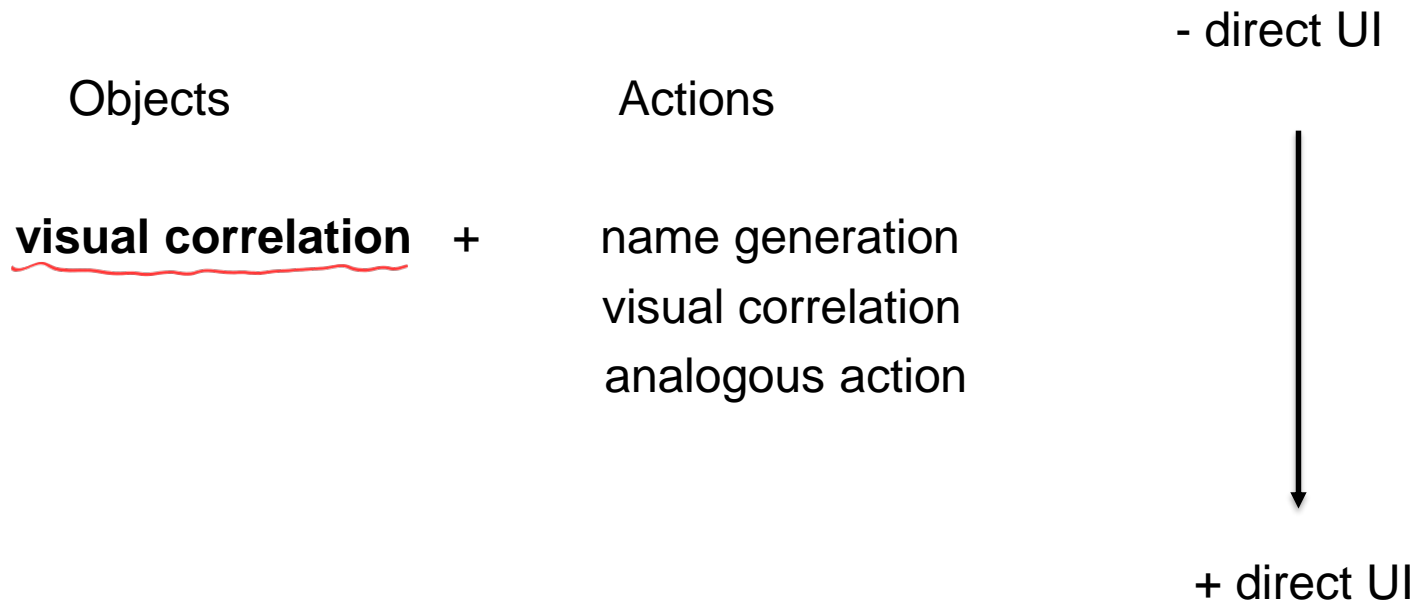 - direct UI
Objects Actions
visual correlation + name generation
visual correlation
analogous action
+ direct UI